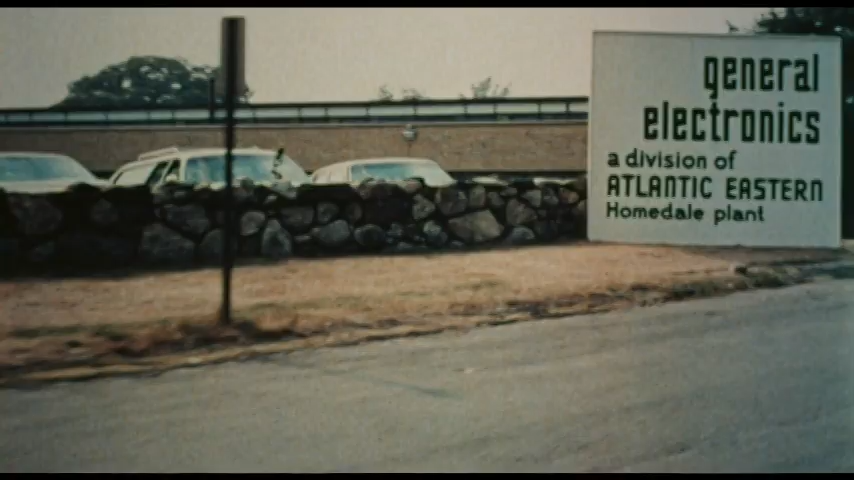 general
electronics
a division of
ATLANTIC EASTERN
Homedale plant